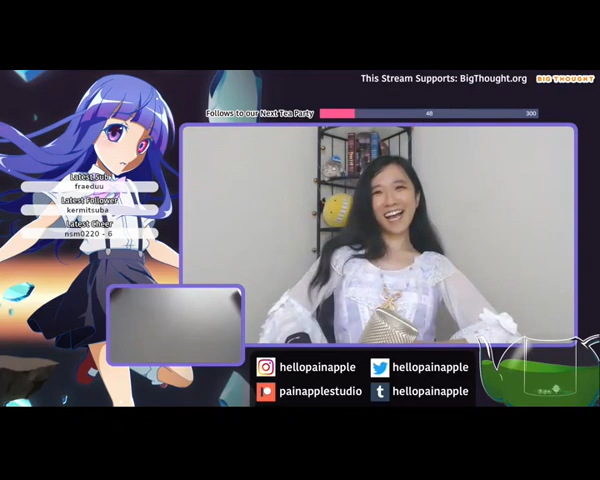 This Stream Supports: BigThought.org
BIG THOUGHT
Follows to our Next Tea Party
48
300
Latest Sub
fraeduu
Latest Follower
kermitsuba
Latest Cheer
nsm0220 - 6
hellopainapple
hellopainapple
painapplestudio
hellopainapple